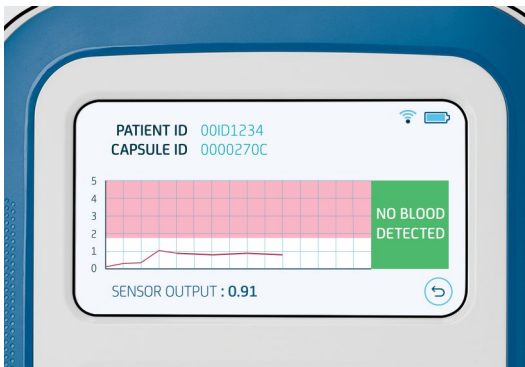 PATIENT ID 00ID1234
CAPSULE ID 0000270C
5
4
3
2
1
0
NO BLOOD
DETECTED
SENSOR OUTPUT : 0.91